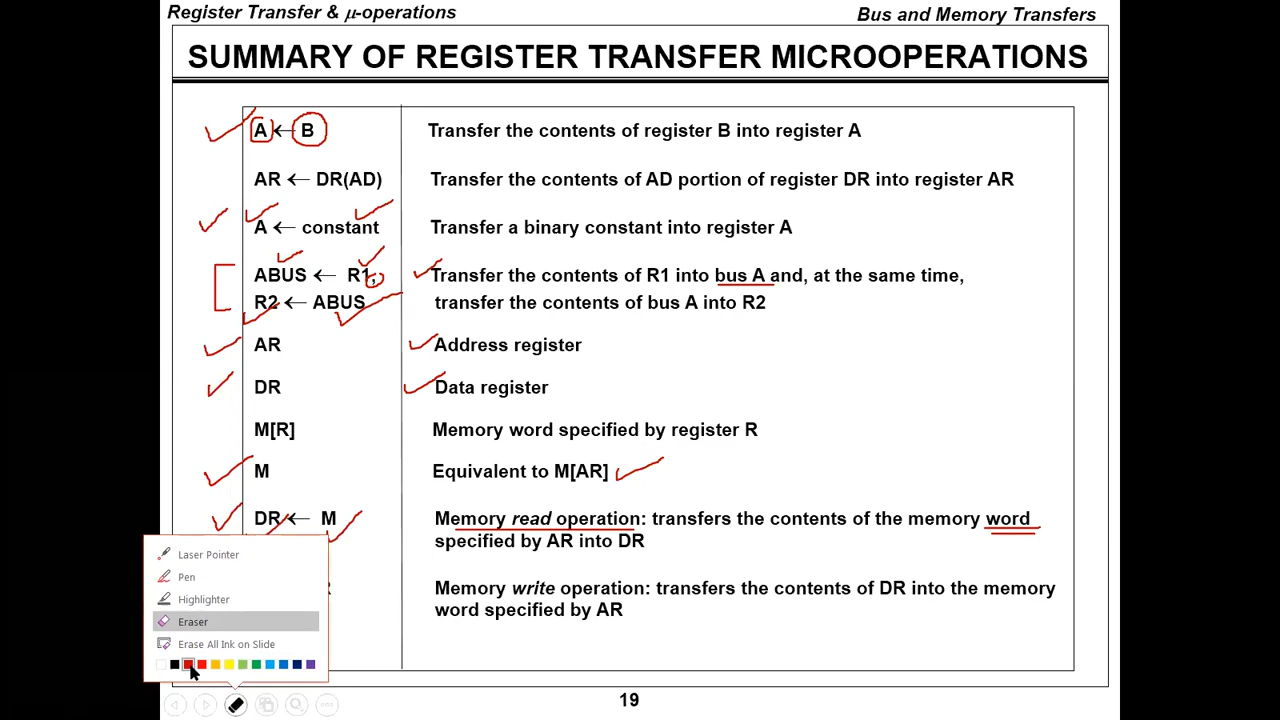 Register Transfer & μ-operations
Bus and Memory Transfers
SUMMARY OF REGISTER TRANSFER MICROOPERATIONS
A ← B Transfer the contents of register B into register A
AR ← DR(AD) Transfer the contents of AD portion of register DR into register AR
A ← constant Transfer a binary constant into register A
ABUS ← R1, Transfer the contents of R1 into bus A and, at the same time,
R2 ← ABUS transfer the contents of bus A into R2
AR Address register
DR Data register
M[R] Memory word specified by register R
M Equivalent to M[AR]
DR ← M Memory read operation: transfers the contents of the memory word
specified by AR into DR
Memory write operation: transfers the contents of DR into the memory
word specified by AR
Laser Pointer
Pen
Highlighter
Eraser
Erase All Ink on Slide
19